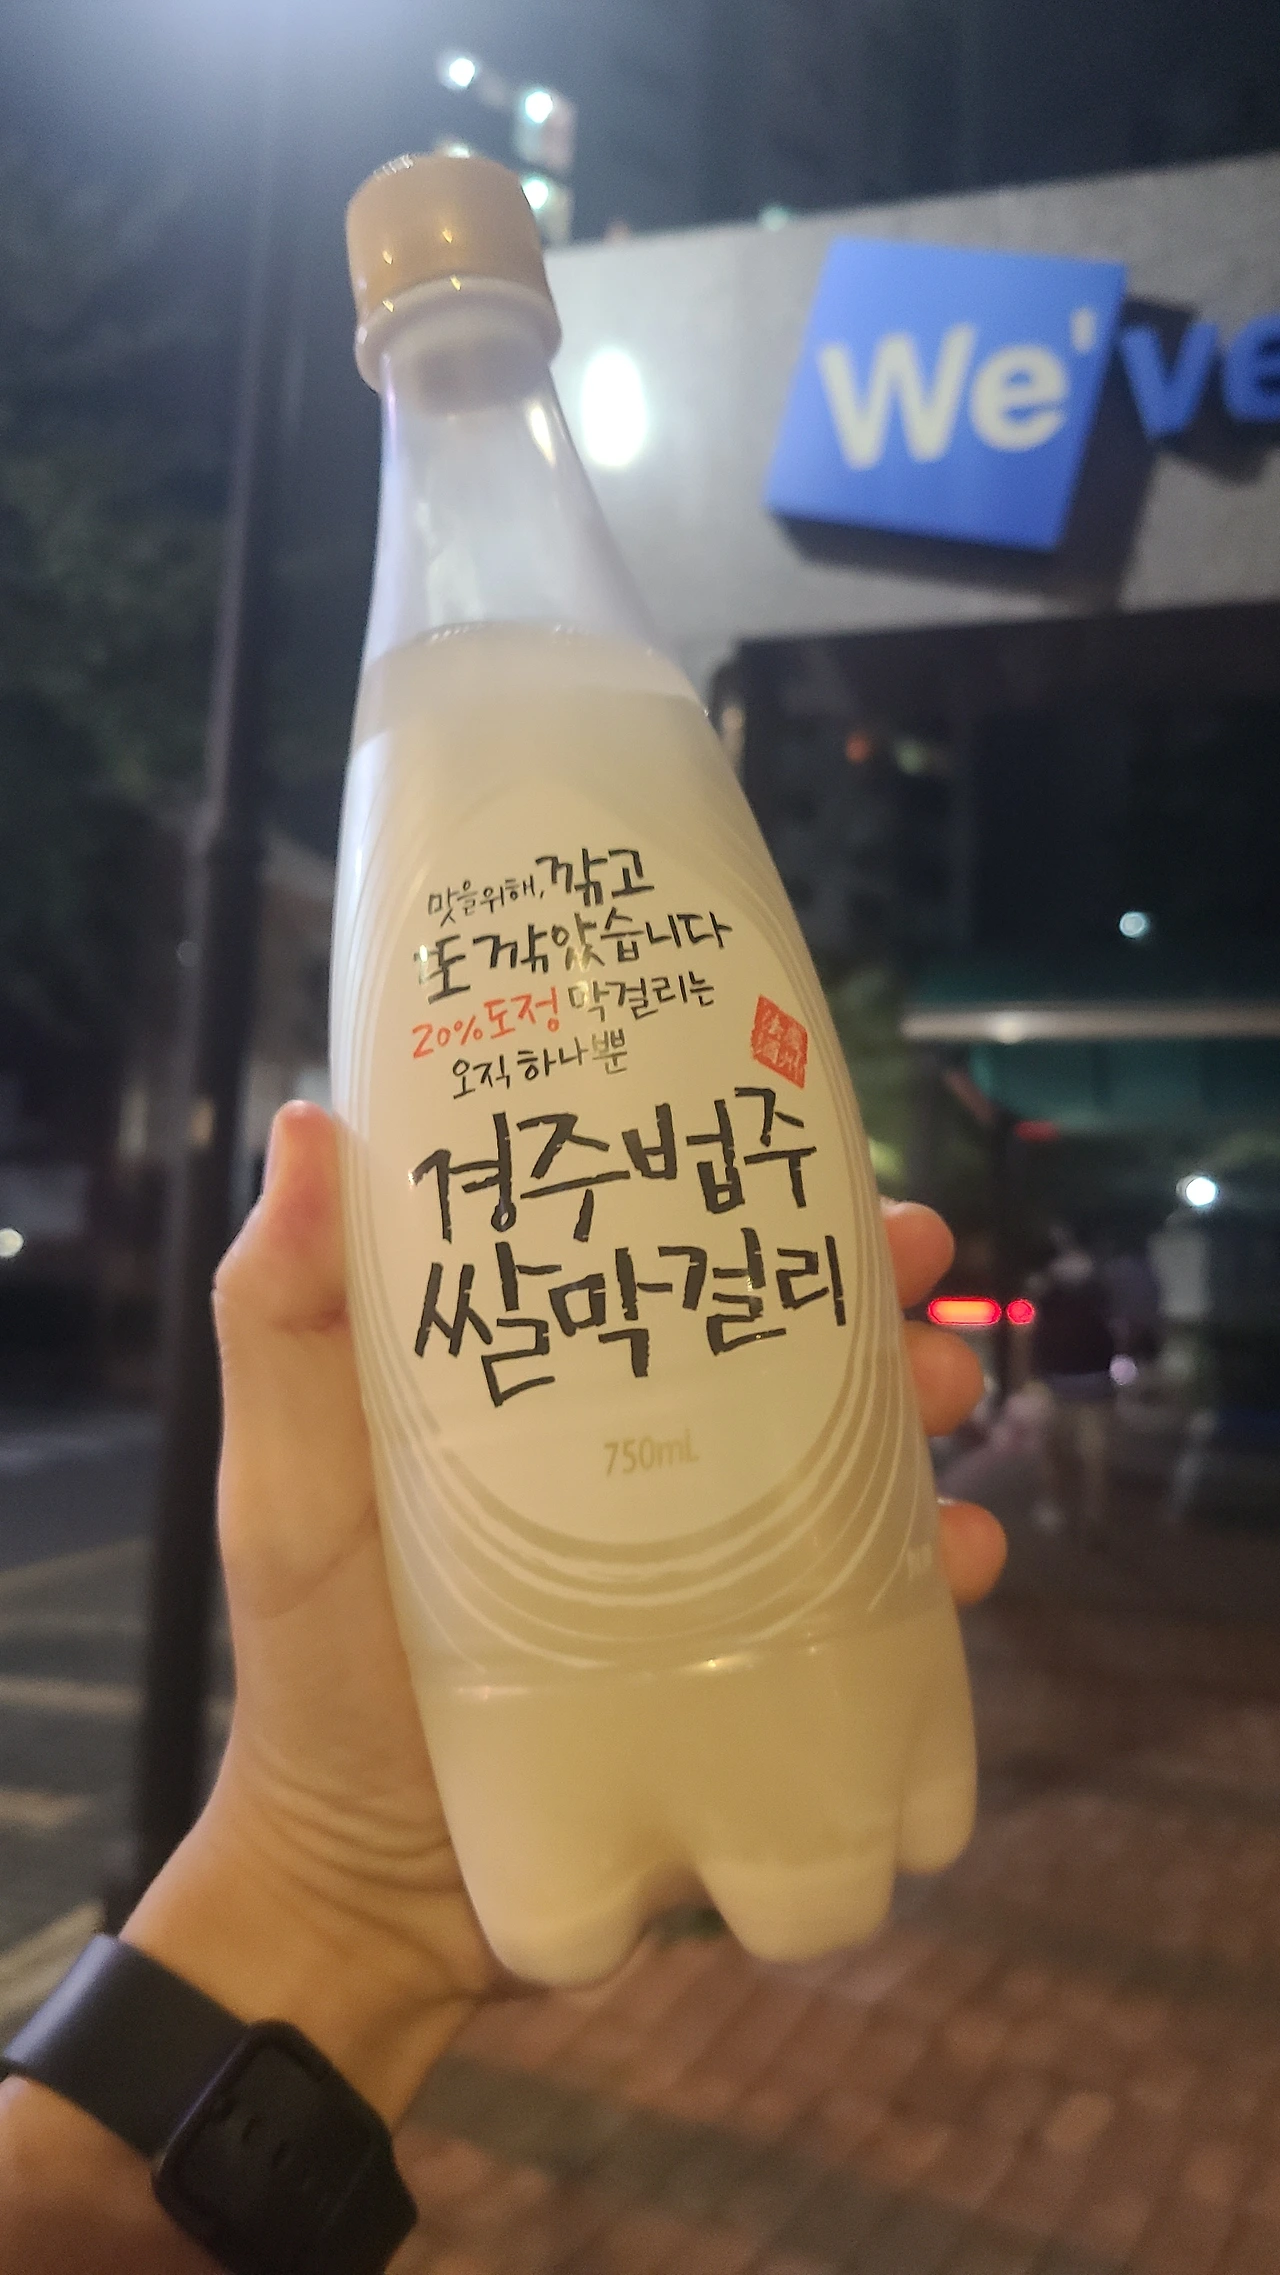 We've
맛을위해, 깎고
또 깎았습니다
20%도정 막걸리는
오직 하나뿐
경주법주
쌀막걸리
750mL